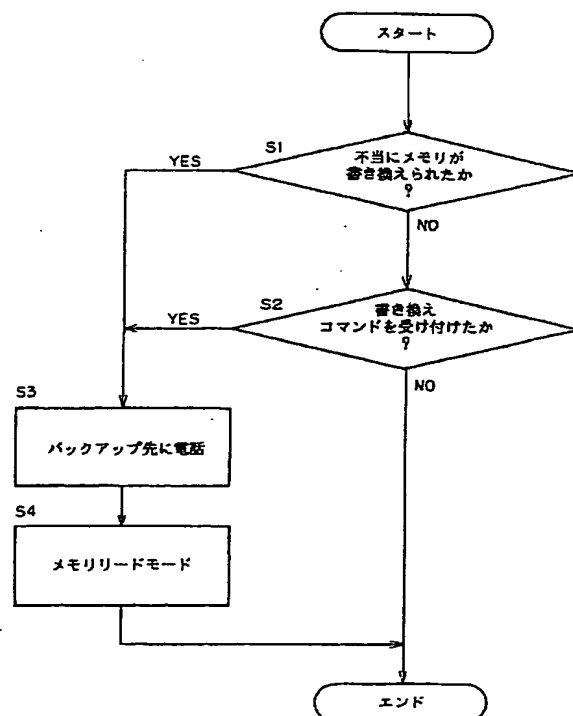 スタート
S1
不当にメモリが
書き換えられたか
?
YES
NO
S2
書き換え
コマンドを受け付けたか
?
YES
NO
S3
バックアップ先に電話
S4
メモリリードモード
エンド